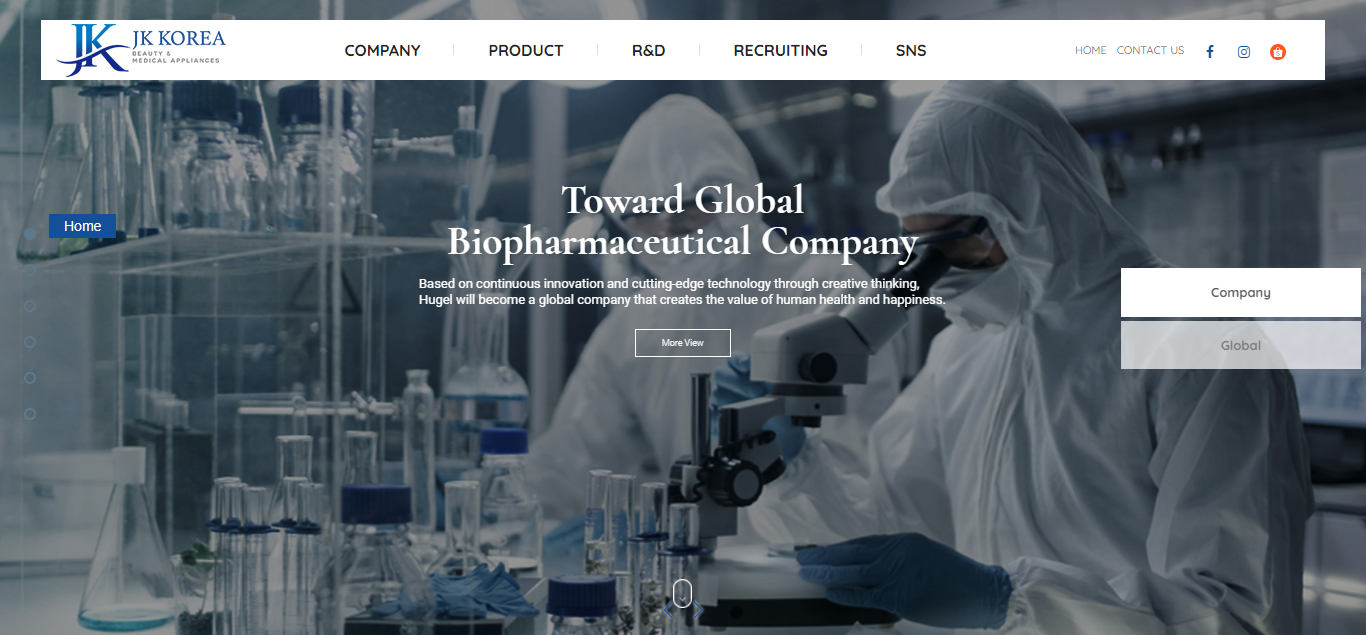 JK KOREA
BEAUTY &
MEDICAL APPLIANCES
COMPANY
PRODUCT
R&D
RECRUITING
SNS
HOME
CONTACT US
Toward Global
Home
Biopharmaceutical Company
Based on continuous innovation and cutting-edge technology through creative thinking,
Hugel will become a global company that creates the value of human health and happiness.
Company
More View
Global